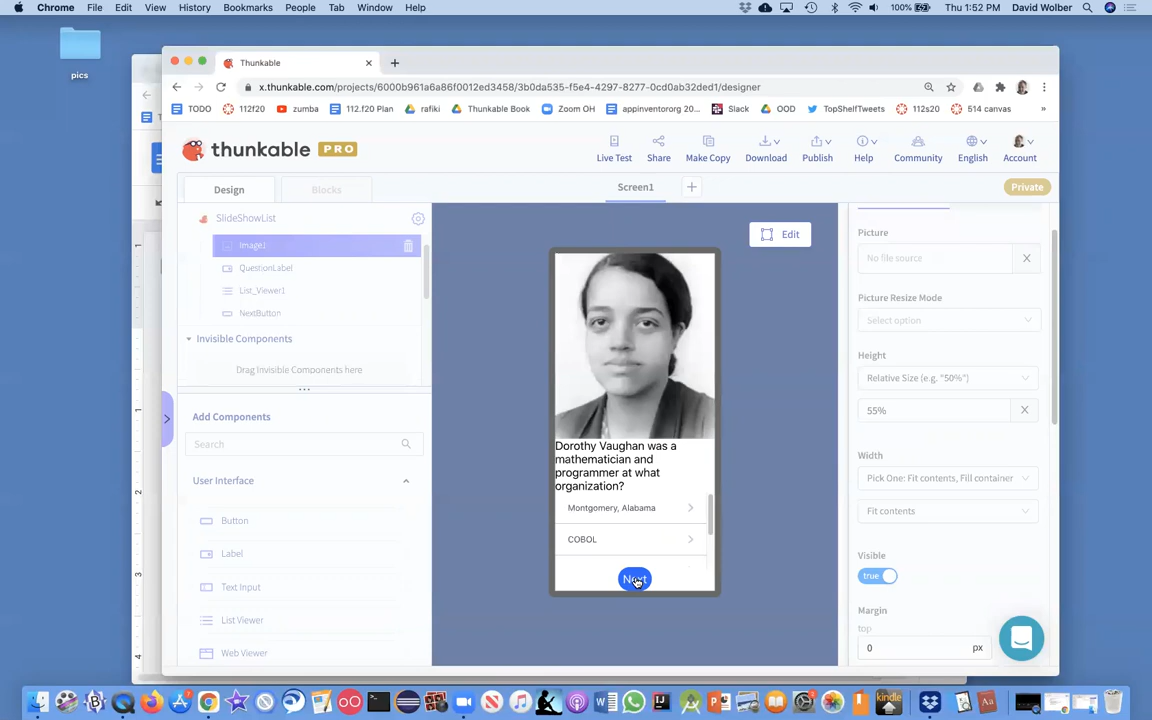 Chrome File Edit View History Bookmarks People Tab Window Help 100% Thu 1:52 PM David Wolber
pics
Thunkable
x.thunkable.com/projects/6000b961a6a86f0012ed3458/3b0da535-f5e4-4297-8277-0cd0ab32ded1/designer
TODO 112f20 zumba 112.f20 Plan rafiki Thunkable Book Zoom OH appinventororg 20... Slack OOD TopShelfTweets 112s20 514 canvas »
thunkable PRO
Live Test Share Make Copy Download Publish Help Community English Account
Design Blocks Screen1 Private
SlideShowList
Image1
QuestionLabel
List_Viewer1
NextButton
Invisible Components
Drag Invisible Components here
Add Components
Search
User Interface
Button
Label
Text Input
List Viewer
Web Viewer
Edit
Dorothy Vaughan was a
mathematician and
programmer at what
organization?
Montgomery, Alabama
COBOL
Next
Picture
No file source
Picture Resize Mode
Select option
Height
Relative Size (e.g. "50%")
55%
Width
Pick One: Fit contents, Fill container
Fit contents
Visible
true
Margin
top
0 px
kindle